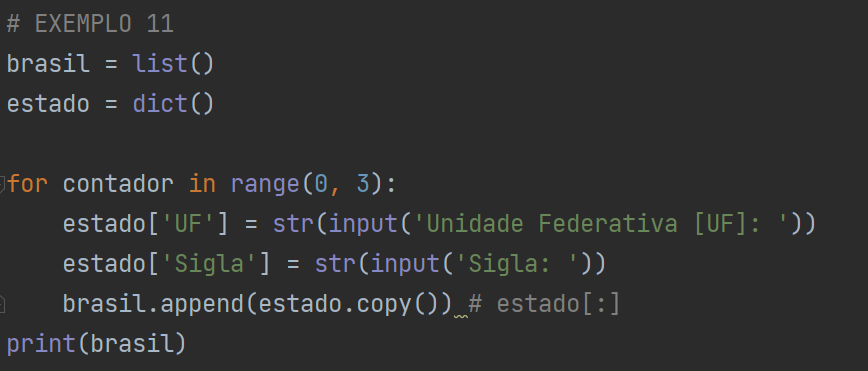 # EXEMPLO 11
brasil = list()
estado = dict()
for contador in range(0, 3):
    estado['UF'] = str(input('Unidade Federativa [UF]: '))
    estado['Sigla'] = str(input('Sigla: '))
    brasil.append(estado.copy()) # estado[:]
print(brasil)